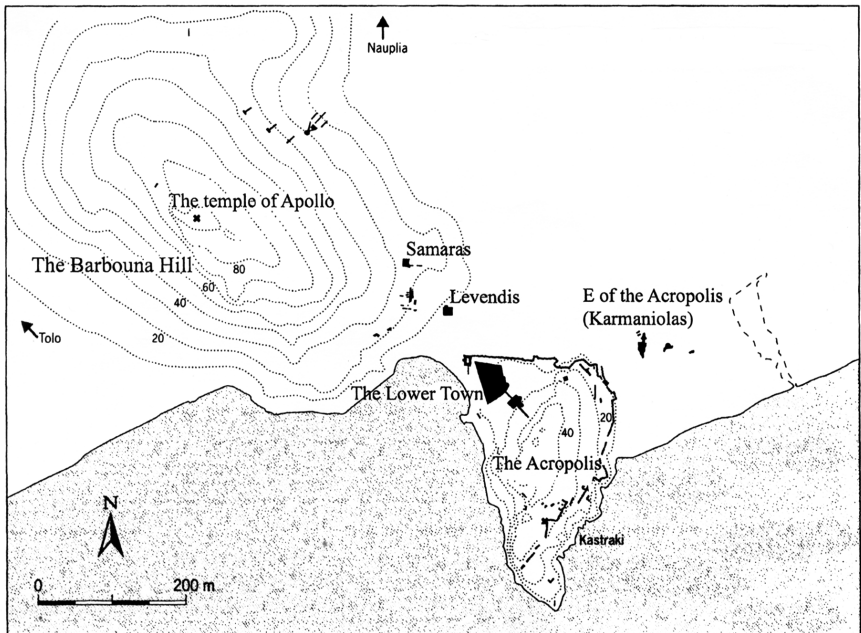 Nauplia
The temple of Apollo
Samaras
The Barbouna Hill
80
60
40
20
Levendis
E of the Acropolis
(Karmaniolas)
Tolo
The Lower Town
20
40
The Acropolis
Kastraki
N
0 200 m